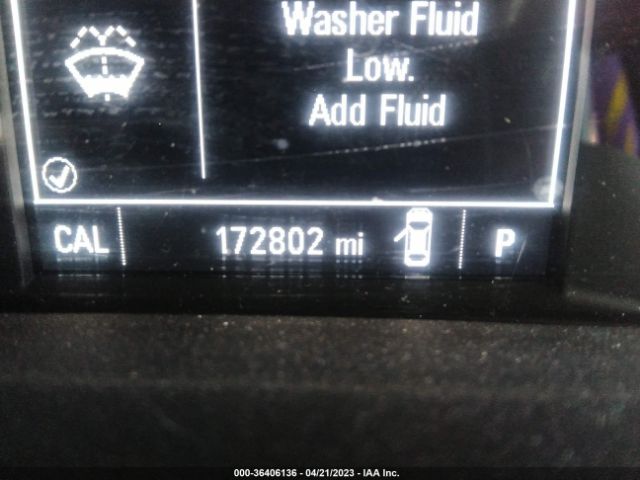 Washer Fluid
Low.
Add Fluid
CAL 172802 mi P
000-36406136 - 04/21/2023 - IAA Inc.